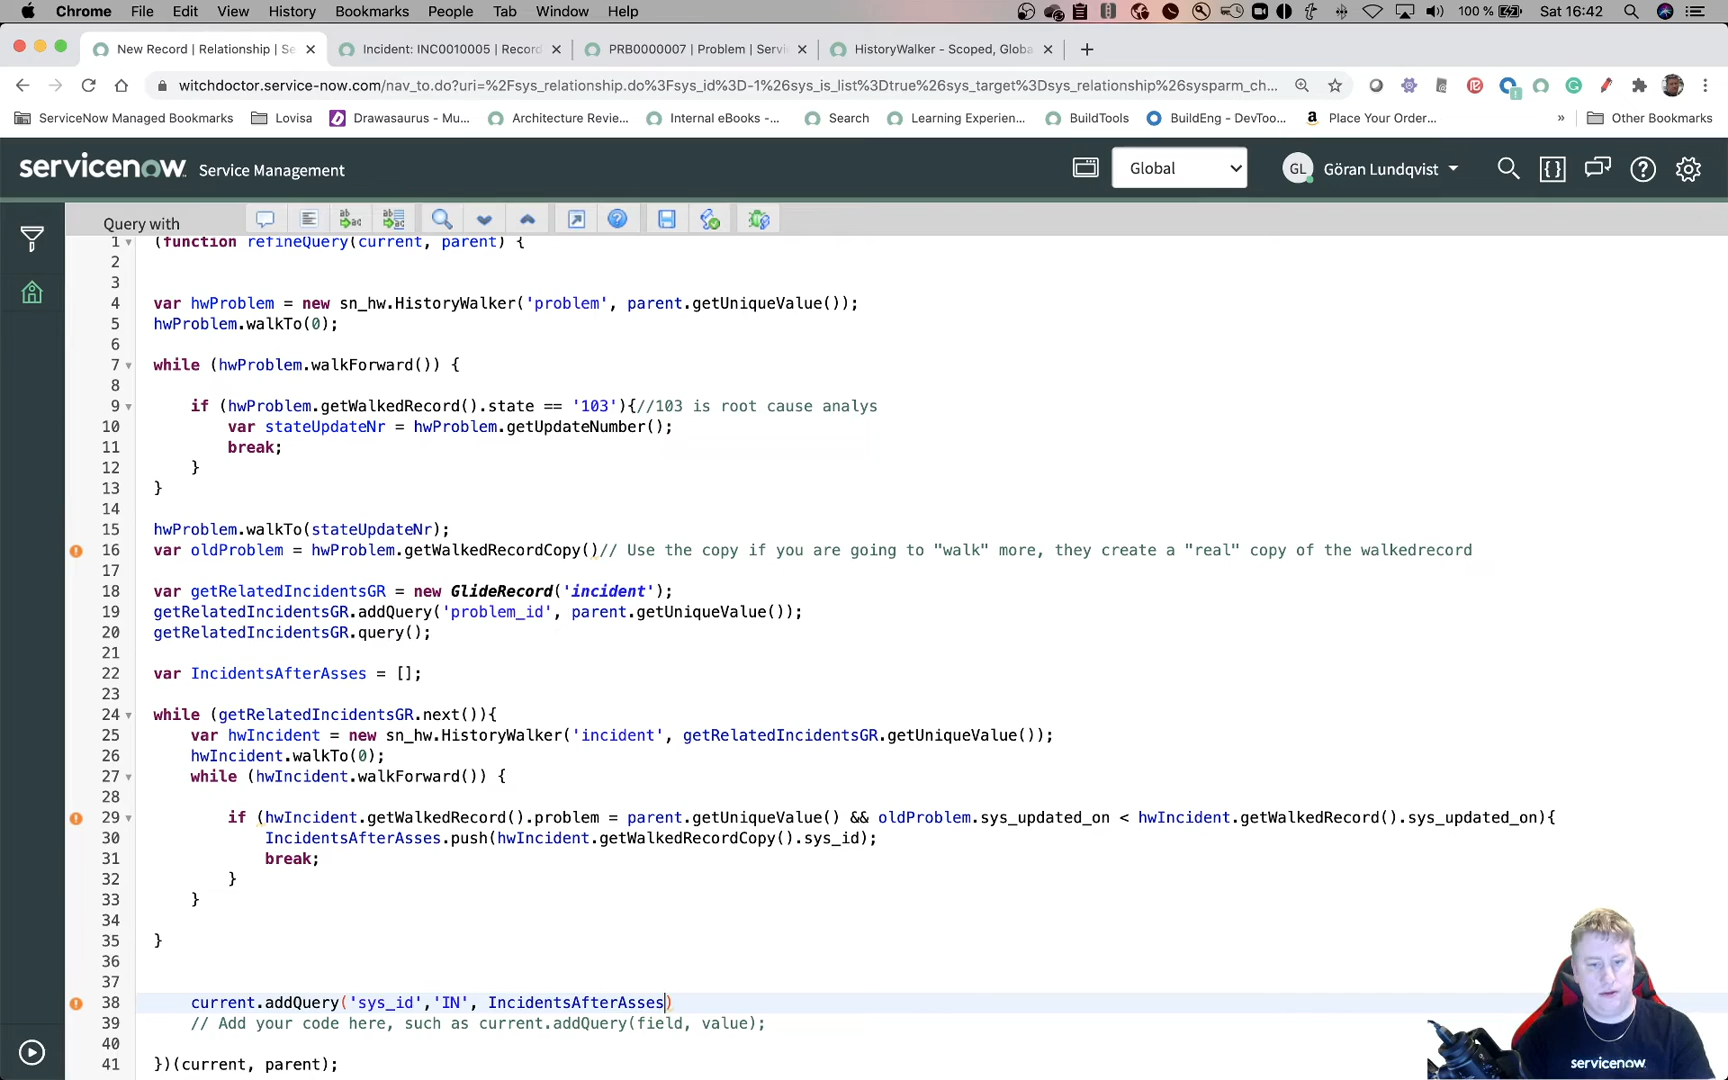 Chrome File Edit View History Bookmarks People Tab Window Help 100 % Sat 16:42
New Record | Relationship | Se Incident: INC0010005 | Record PRB0000007 | Problem | Servi HistoryWalker - Scoped, Globa
witchdoctor.service-now.com/nav_to.do?uri=%2Fsys_relationship.do%3Fsys_id%3D-1%26sys_is_list%3Dtrue%26sys_target%3Dsys_relationship%26sysparm_ch...
ServiceNow Managed Bookmarks Lovisa Drawasaurus - Mu... Architecture Revie... Internal eBooks -... Search Learning Experien... BuildTools BuildEng - DevToo... Place Your Order... » Other Bookmarks
servicenow Service Management Global GL Göran Lundqvist
Query with
1 (function refineQuery(current, parent) {
2
3
4 var hwProblem = new sn_hw.HistoryWalker('problem', parent.getUniqueValue());
5 hwProblem.walkTo(0);
6
7 while (hwProblem.walkForward()) {
8
9 if (hwProblem.getWalkedRecord().state == '103'){//103 is root cause analys
10 var stateUpdateNr = hwProblem.getUpdateNumber();
11 break;
12 }
13 }
14
15 hwProblem.walkTo(stateUpdateNr);
16 var oldProblem = hwProblem.getWalkedRecordCopy()// Use the copy if you are going to "walk" more, they create a "real" copy of the walkedrecord
17
18 var getRelatedIncidentsGR = new GlideRecord('incident');
19 getRelatedIncidentsGR.addQuery('problem_id', parent.getUniqueValue());
20 getRelatedIncidentsGR.query();
21
22 var IncidentsAfterAsses = [];
23
24 while (getRelatedIncidentsGR.next()){
25 var hwIncident = new sn_hw.HistoryWalker('incident', getRelatedIncidentsGR.getUniqueValue());
26 hwIncident.walkTo(0);
27 while (hwIncident.walkForward()) {
28
29 if (hwIncident.getWalkedRecord().problem = parent.getUniqueValue() && oldProblem.sys_updated_on < hwIncident.getWalkedRecord().sys_updated_on){
30 IncidentsAfterAsses.push(hwIncident.getWalkedRecordCopy().sys_id);
31 break;
32 }
33 }
34
35 }
36
37
38 current.addQuery('sys_id','IN', IncidentsAfterAsses)
39 // Add your code here, such as current.addQuery(field, value);
40
41 })(current, parent);
servicenow